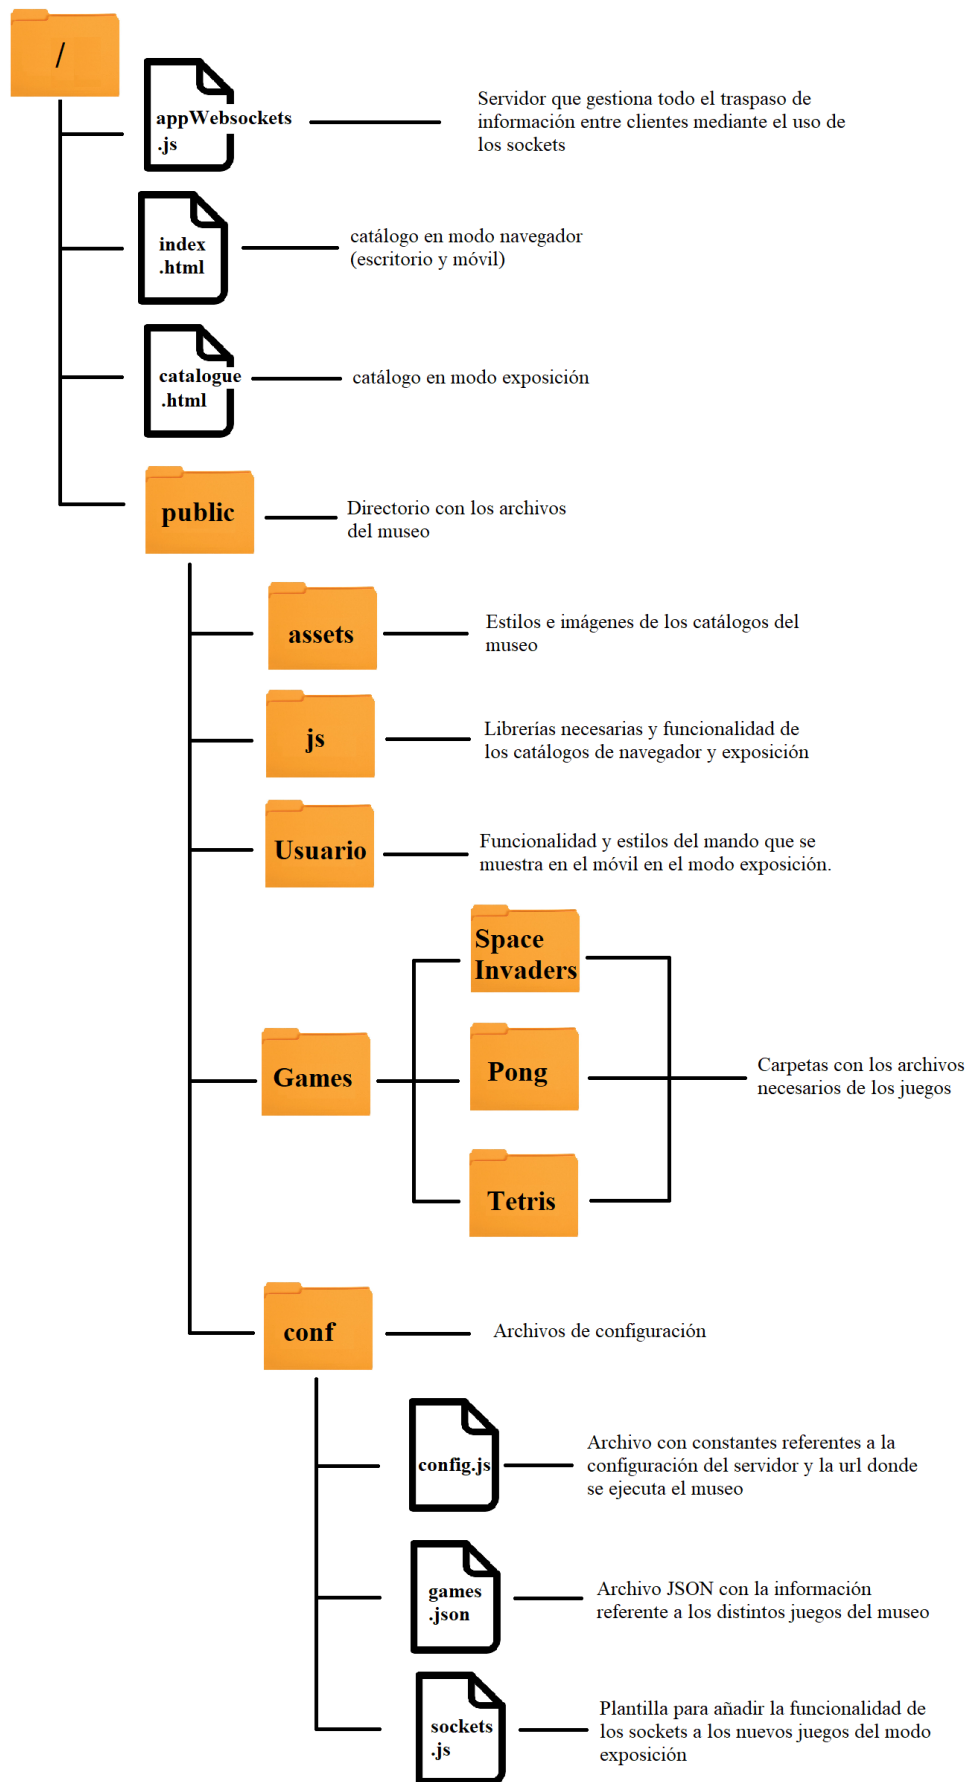 /
appWebsockets
.js
Servidor que gestiona todo el traspaso de
información entre clientes mediante el uso de
los sockets
index
.html
catálogo en modo navegador
(escritorio y móvil)
catalogue
.html
catálogo en modo exposición
public
Directorio con los archivos
del museo
assets
Estilos e imágenes de los catálogos del
museo
js
Librerías necesarias y funcionalidad de
los catálogos de navegador y exposición
Usuario
Funcionalidad y estilos del mando que se
muestra en el móvil en el modo exposición.
Space
Invaders
Games
Pong
Carpetas con los archivos
necesarios de los juegos
Tetris
conf
Archivos de configuración
config.js
Archivo con constantes referentes a la
configuración del servidor y la url donde
se ejecuta el museo
games
.json
Archivo JSON con la información
referente a los distintos juegos del museo
sockets
.js
Plantilla para añadir la funcionalidad de
los sockets a los nuevos juegos del modo
exposición